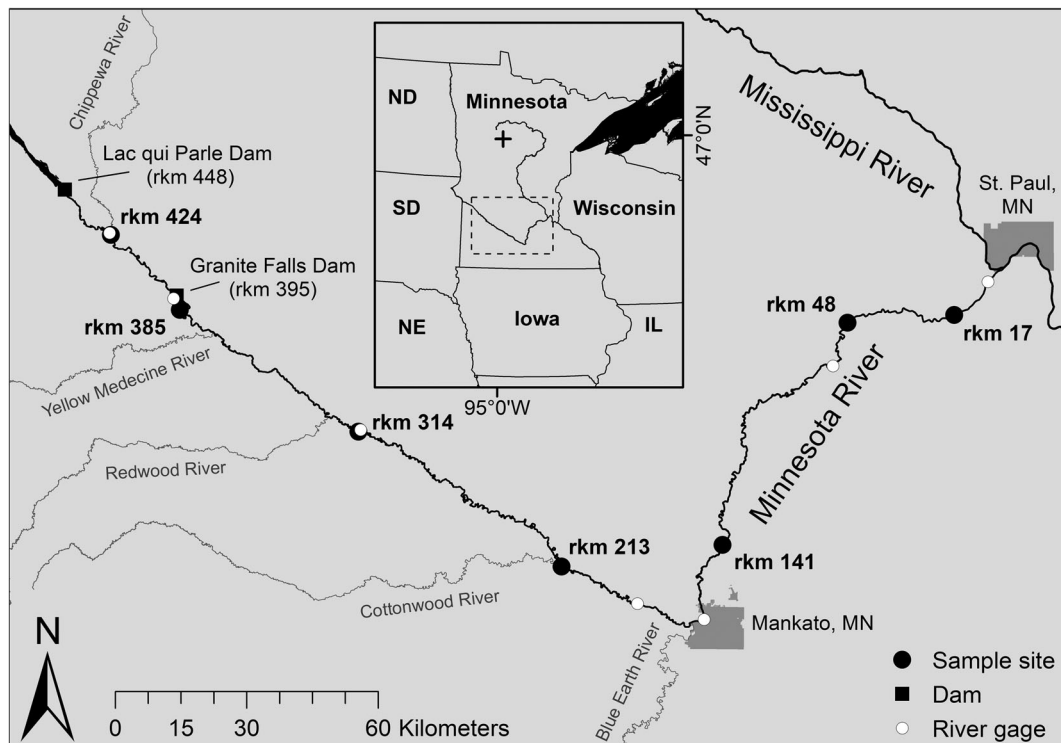 Chippewa River
Lac qui Parle Dam
(rkm 448)
rkm 424
Granite Falls Dam
(rkm 395)
rkm 385
Yellow Medecine River
rkm 314
Redwood River
rkm 213
Cottonwood River
Blue Earth River
Mankato, MN
rkm 141
Minnesota River
rkm 48
rkm 17
St. Paul,
MN
Mississippi River
ND
Minnesota
SD
Wisconsin
NE
Iowa
IL
47°0'N
95°0'W
N
0 15 30 60 Kilometers
Sample site
Dam
River gage